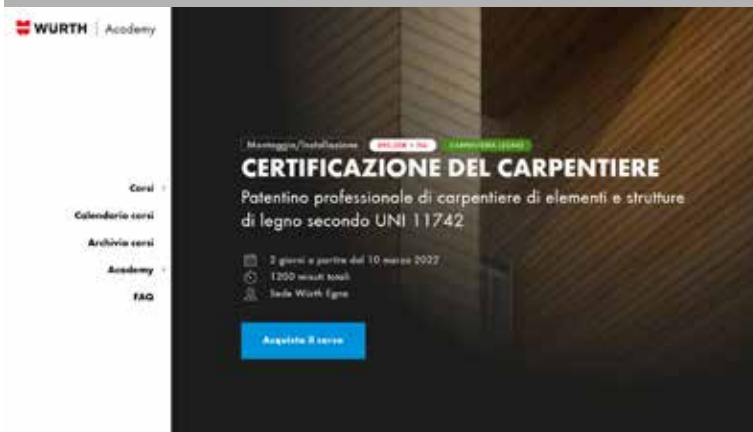 WURTH Academy
Montaggio/Installazione CARPENTERIA LEGNO
CERTIFICAZIONE DEL CARPENTIERE
Patentino professionale di carpentiere di elementi e strutture
di legno secondo UNI 11742
Corsi
Calendario corsi
Archivio corsi
Academy
FAQ
2 giorni a partire dal 10 marzo 2022
1200 minuti totali
Sede Würth Egna
Acquista il corso